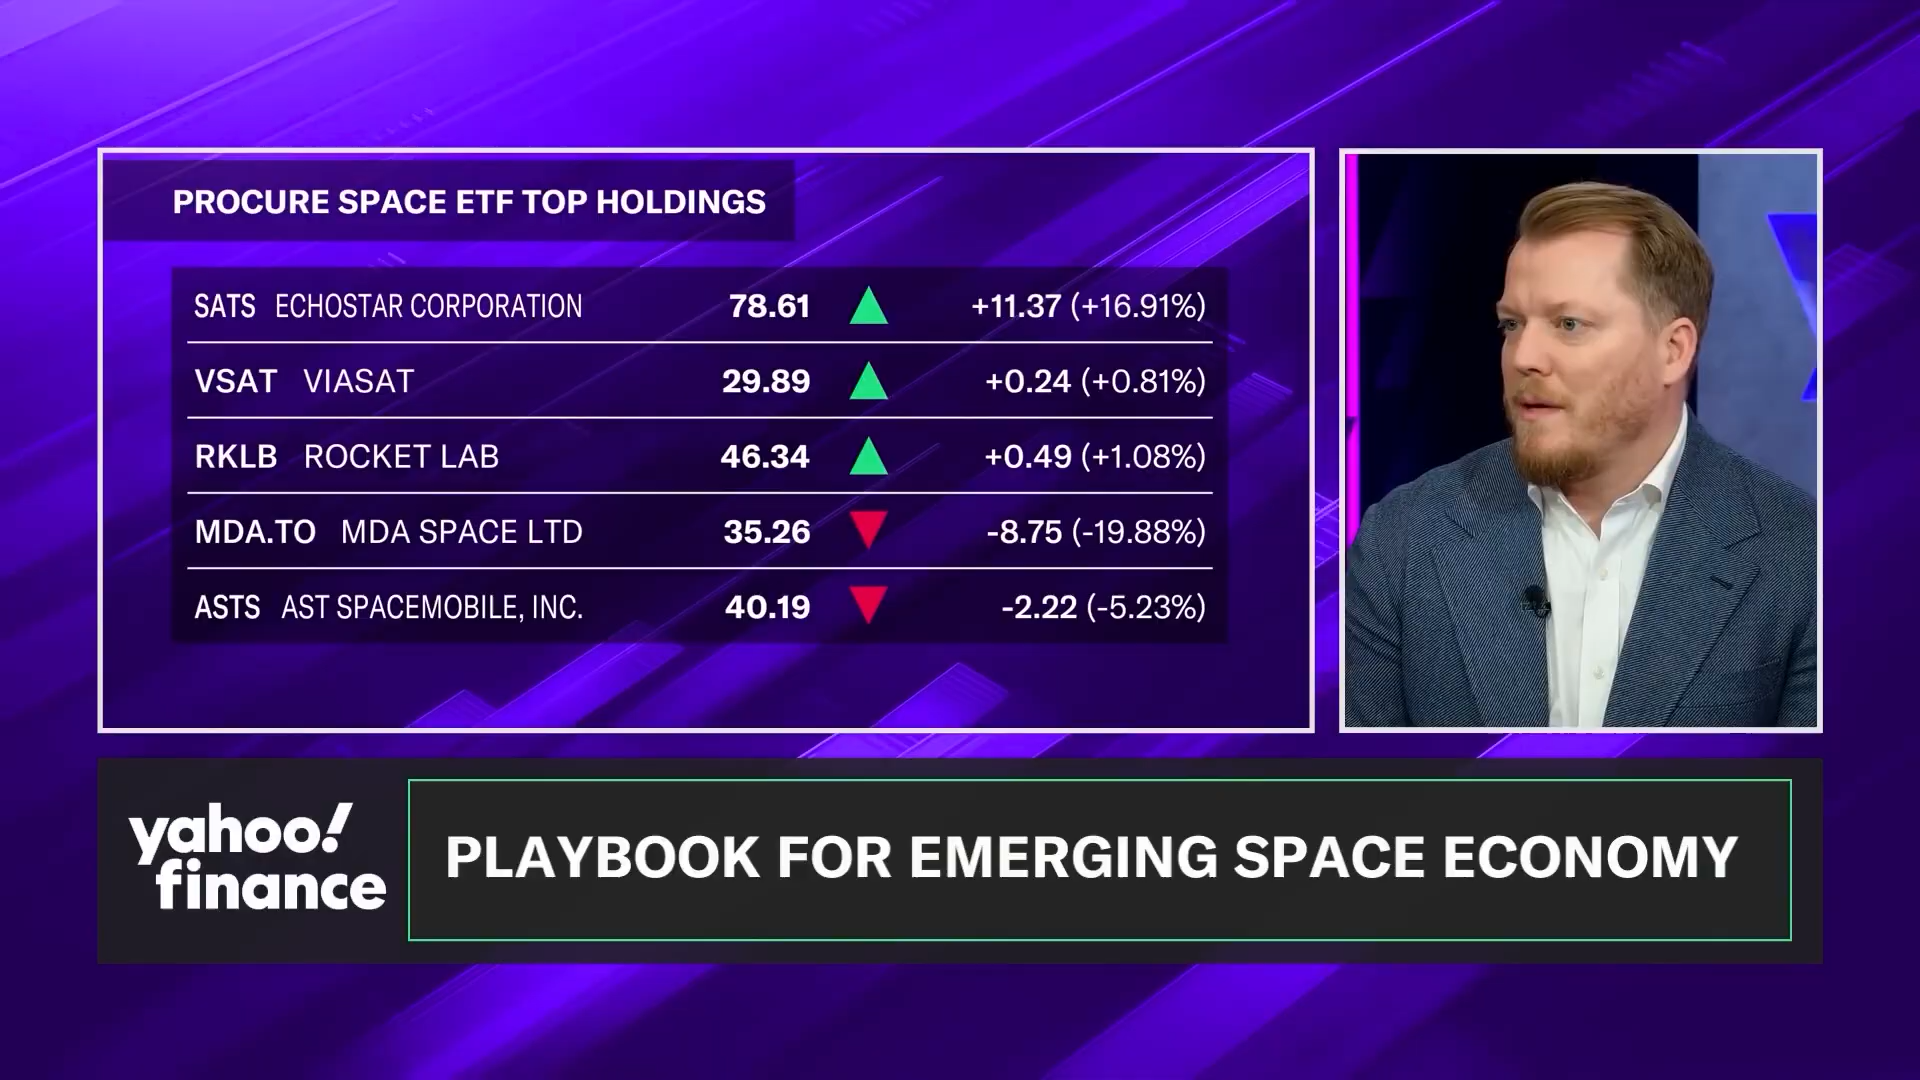 PROCURE SPACE ETF TOP HOLDINGS
SATS ECHOSTAR CORPORATION 78.61 +11.37 (+16.91%)
VSAT VIASAT 29.89 +0.24 (+0.81%)
RKLB ROCKET LAB 46.34 +0.49 (+1.08%)
MDA.TO MDA SPACE LTD 35.26 -8.75 (-19.88%)
ASTS AST SPACEMOBILE, INC. 40.19 -2.22 (-5.23%)
yahoo!
finance
PLAYBOOK FOR EMERGING SPACE ECONOMY